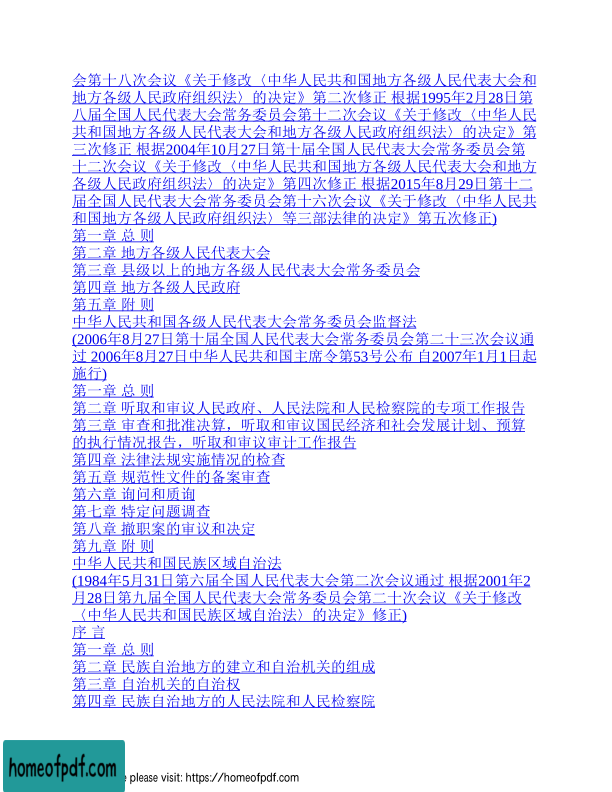 会第十八次会议《关于修改〈中华人民共和国地方各级人民代表大会和
地方各级人民政府组织法〉的决定》第二次修正 根据1995年2月28日第
八届全国人民代表大会常务委员会第十二次会议《关于修改〈中华人民
共和国地方各级人民代表大会和地方各级人民政府组织法〉的决定》第
三次修正 根据2004年10月27日第十届全国人民代表大会常务委员会第
十二次会议《关于修改〈中华人民共和国地方各级人民代表大会和地方
各级人民政府组织法〉的决定》第四次修正 根据2015年8月29日第十二
届全国人民代表大会常务委员会第十六次会议《关于修改〈中华人民共
和国地方各级人民政府组织法〉等三部法律的决定》第五次修正)
第一章 总 则
第二章 地方各级人民代表大会
第三章 县级以上的地方各级人民代表大会常务委员会
第四章 地方各级人民政府
第五章 附 则
中华人民共和国各级人民代表大会常务委员会监督法
(2006年8月27日第十届全国人民代表大会常务委员会第二十三次会议通
过 2006年8月27日中华人民共和国主席令第53号公布 自2007年1月1日起
施行)
第一章 总 则
第二章 听取和审议人民政府、人民法院和人民检察院的专项工作报告
第三章 审查和批准决算，听取和审议国民经济和社会发展计划、预算
的执行情况报告，听取和审议审计工作报告
第四章 法律法规实施情况的检查
第五章 规范性文件的备案审查
第六章 询问和质询
第七章 特定问题调查
第八章 撤职案的审议和决定
第九章 附 则
中华人民共和国民族区域自治法
(1984年5月31日第六届全国人民代表大会第二次会议通过 根据2001年2
月28日第九届全国人民代表大会常务委员会第二十次会议《关于修改
〈中华人民共和国民族区域自治法〉的决定》修正)
序 言
第一章 总 则
第二章 民族自治地方的建立和自治机关的组成
第三章 自治机关的自治权
第四章 民族自治地方的人民法院和人民检察院
homeofpdf.com
please visit: https://homeofpdf.com